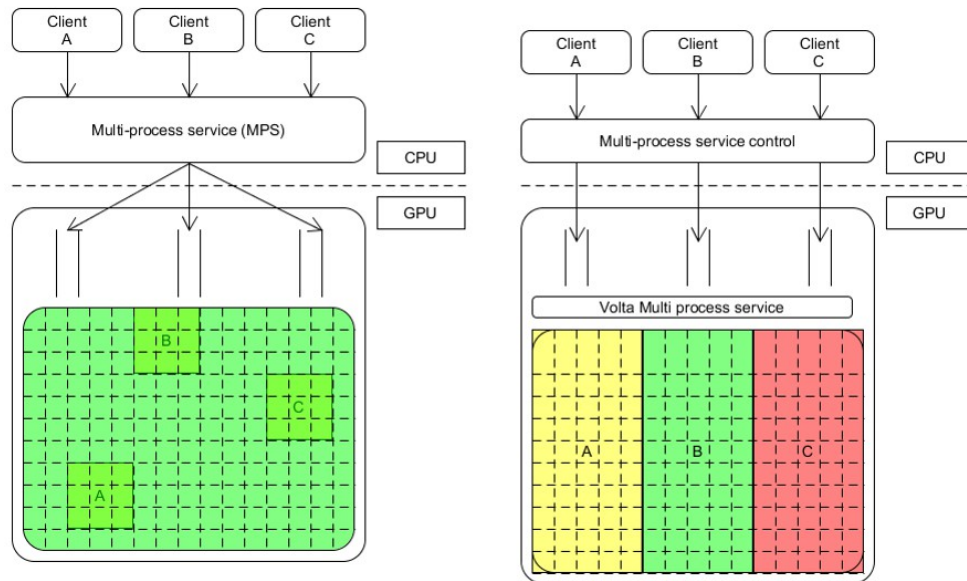 Client
A
Client
B
Client
C
Multi-process service (MPS)
CPU
GPU
B
C
A
Client
A
Client
B
Client
C
Multi-process service control
CPU
GPU
Volta Multi process service
A
B
C